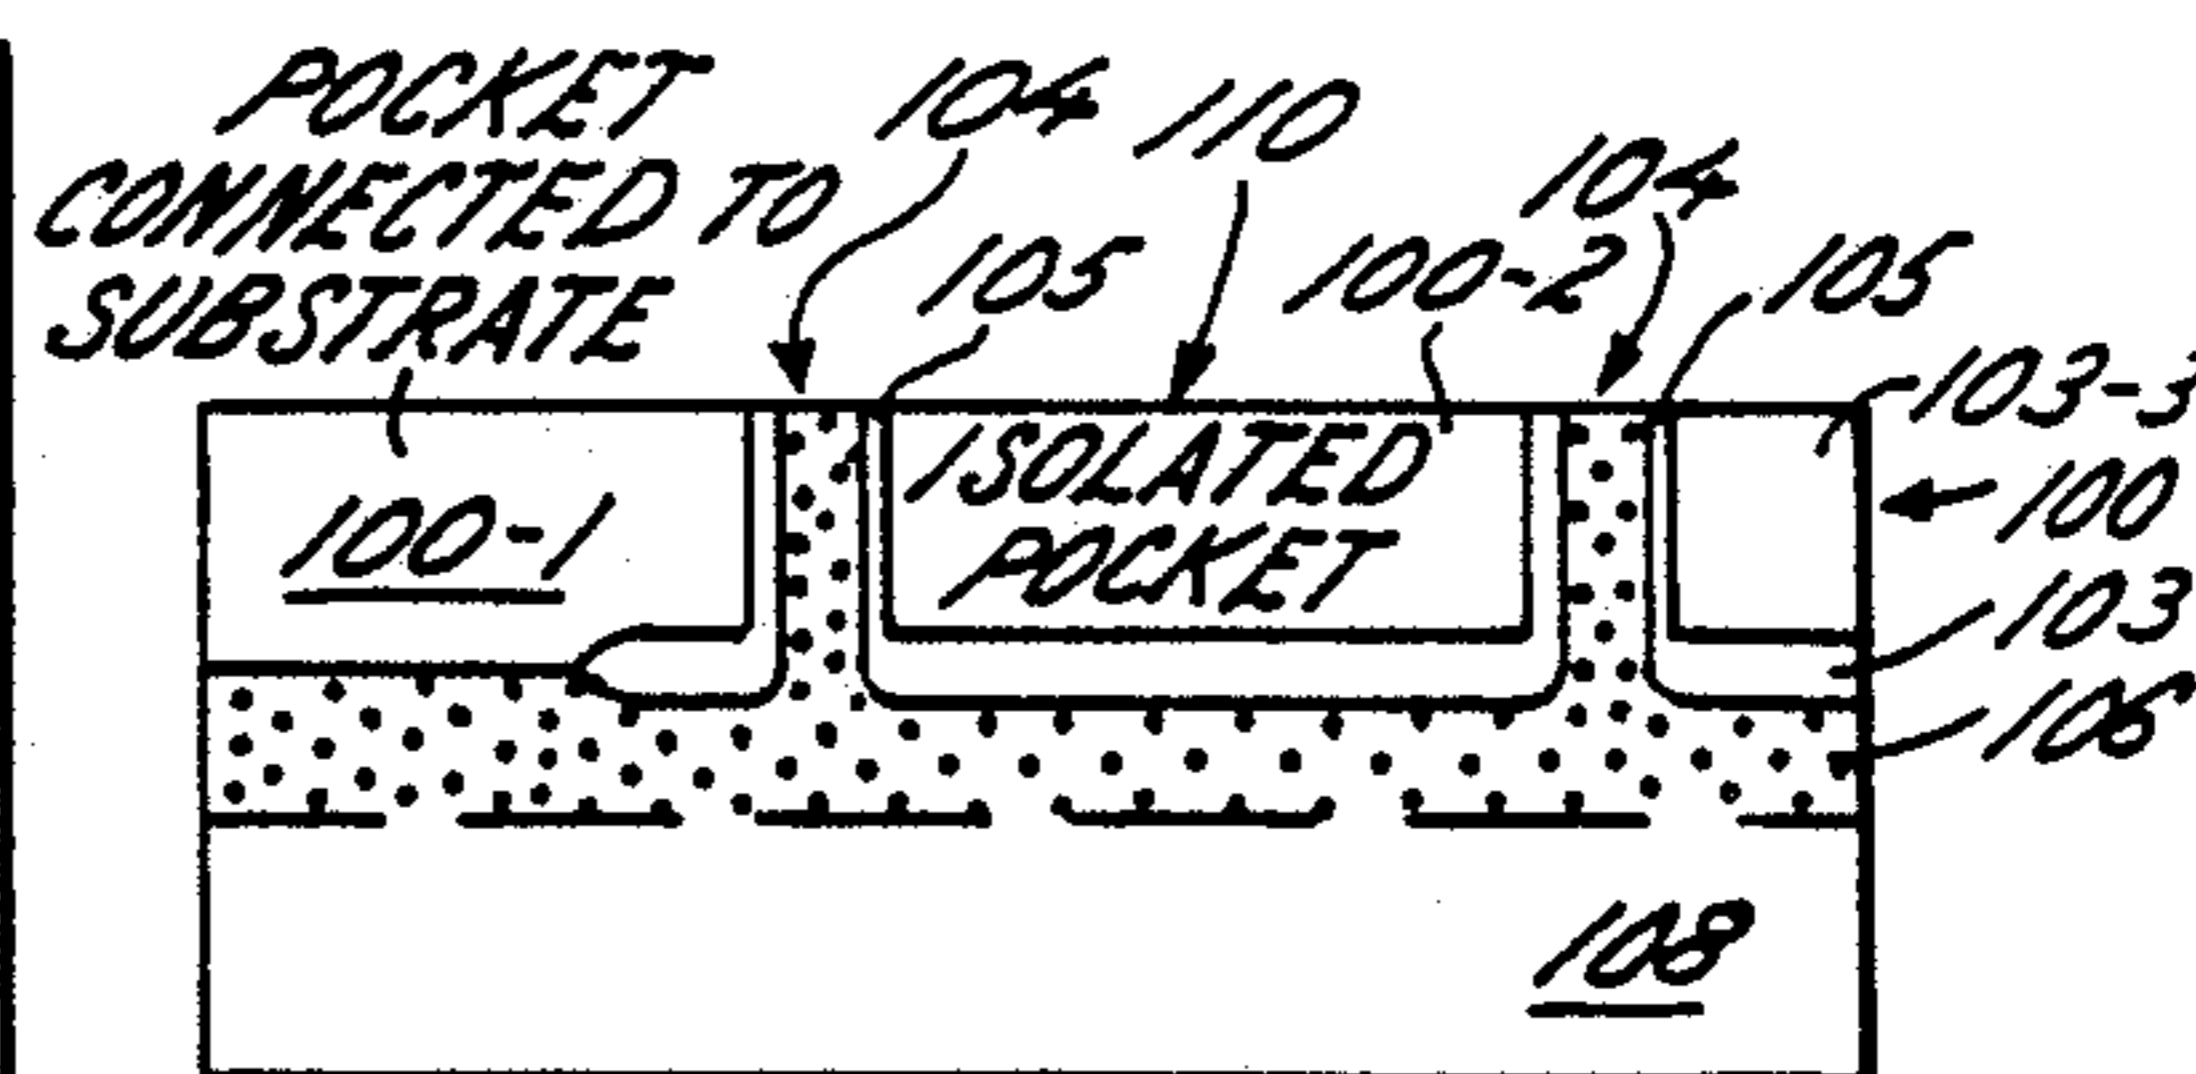 POCKET
CONNECTED TO
SUBSTRATE
104
110
104
105
100-2
105
103-3
100
103
106
ISOLATED
POCKET
100-1
108